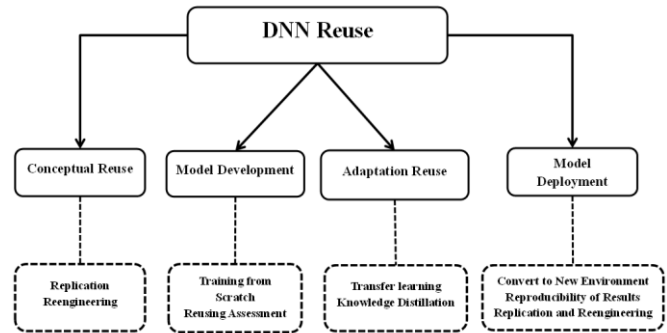 DNN Reuse
Conceptual Reuse
Model Development
Adaptation Reuse
Model
Deployment
Replication
Reengineering
Training from
Scratch
Reusing Assessment
Transfer learning
Knowledge Distillation
Convert to New Environment
Reproducibility of Results
Replication and Reengineering